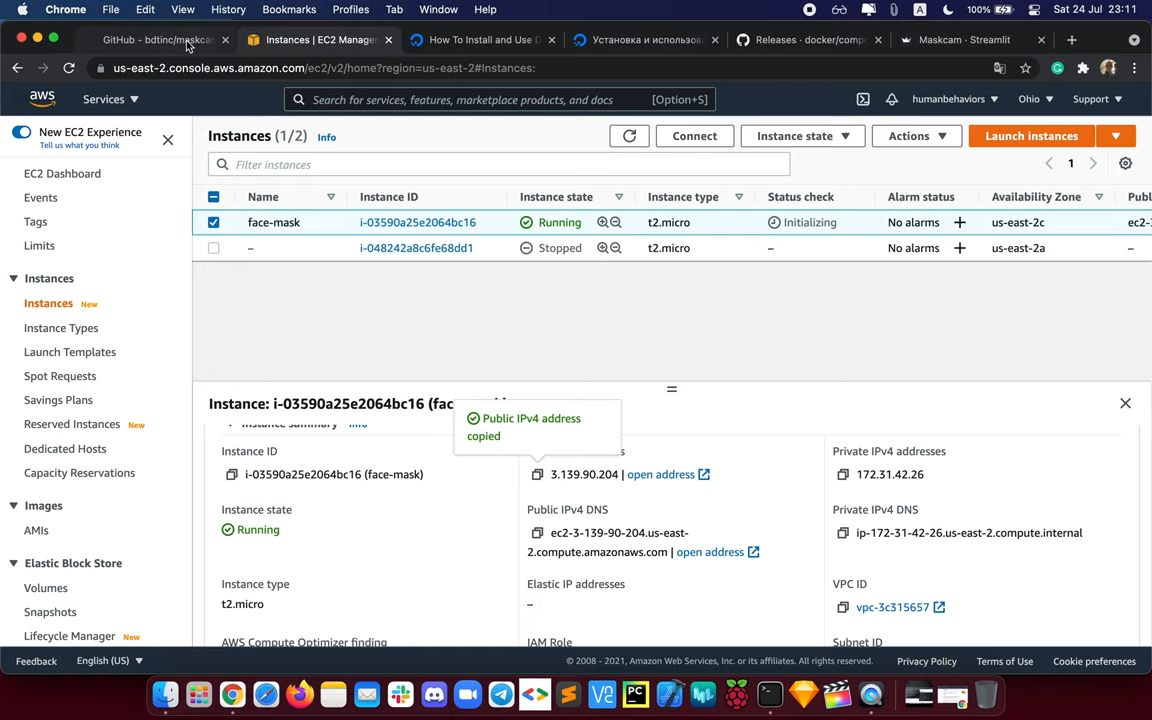 Chrome File Edit View History Bookmarks Profiles Tab Window Help A 100% Sat 24 Jul 23:11
GitHub - bdtinc/maskcam Instances | EC2 Manage How To Install and Use D Установка и использова Releases · docker/comp Maskcam · Streamlit
us-east-2.console.aws.amazon.com/ec2/v2/home?region=us-east-2#Instances:
aws Services ▼ Search for services, features, marketplace products, and docs [Option+S] humanbehaviors ▼ Ohio ▼ Support ▼
New EC2 Experience
Tell us what you think
Instances (1/2) Info Connect Instance state ▼ Actions ▼ Launch instances ▼
Filter instances 1
Name Instance ID Instance state Instance type Status check Alarm status Availability Zone Publ
face-mask i-03590a25e2064bc16 Running t2.micro Initializing No alarms + us-east-2c ec2-3
– i-048242a8c6fe68dd1 Stopped t2.micro – No alarms + us-east-2a –
EC2 Dashboard
Events
Tags
Limits
Instances
Instances New
Instance Types
Launch Templates
Spot Requests
Savings Plans
Reserved Instances New
Dedicated Hosts
Capacity Reservations
Images
AMIs
Elastic Block Store
Volumes
Snapshots
Lifecycle Manager New
Instance: i-03590a25e2064bc16 (fac
Public IPv4 address
copied
Instance summary Info
Instance ID
i-03590a25e2064bc16 (face-mask)
3.139.90.204 | open address
Private IPv4 addresses
172.31.42.26
Instance state
Running
Public IPv4 DNS
ec2-3-139-90-204.us-east-
2.compute.amazonaws.com | open address
Private IPv4 DNS
ip-172-31-42-26.us-east-2.compute.internal
Instance type
t2.micro
Elastic IP addresses
–
VPC ID
vpc-3c315657
AWS Compute Optimizer finding
IAM Role
Subnet ID
Feedback English (US) ▼ © 2008 - 2021, Amazon Web Services, Inc. or its affiliates. All rights reserved. Privacy Policy Terms of Use Cookie preferences